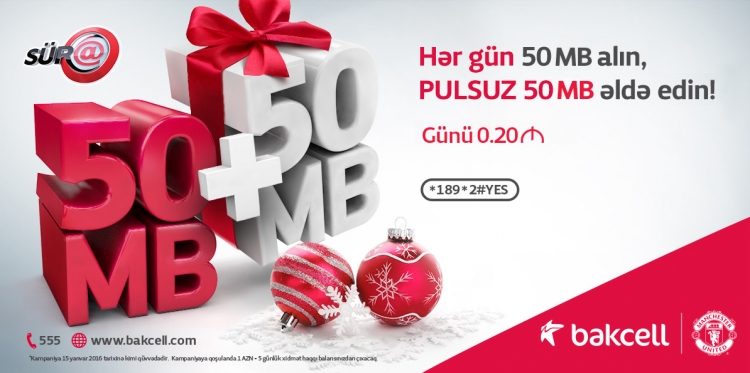 SÜR@
50
MB
+
50
MB
Hər gün 50 MB alın,
PULSUZ 50 MB əldə edin!
Günü 0.20 ₼
*189*2#YES
555 www.bakcell.com
*Kampaniya 15 yanvar 2016 tarixinə kimi qüvvədədir. Kampaniyaya qoşulanda 1 AZN - 5 günlük xidmət haqqı balansınızdan çıxacaq.
bakcell
MANCHESTER
UNITED